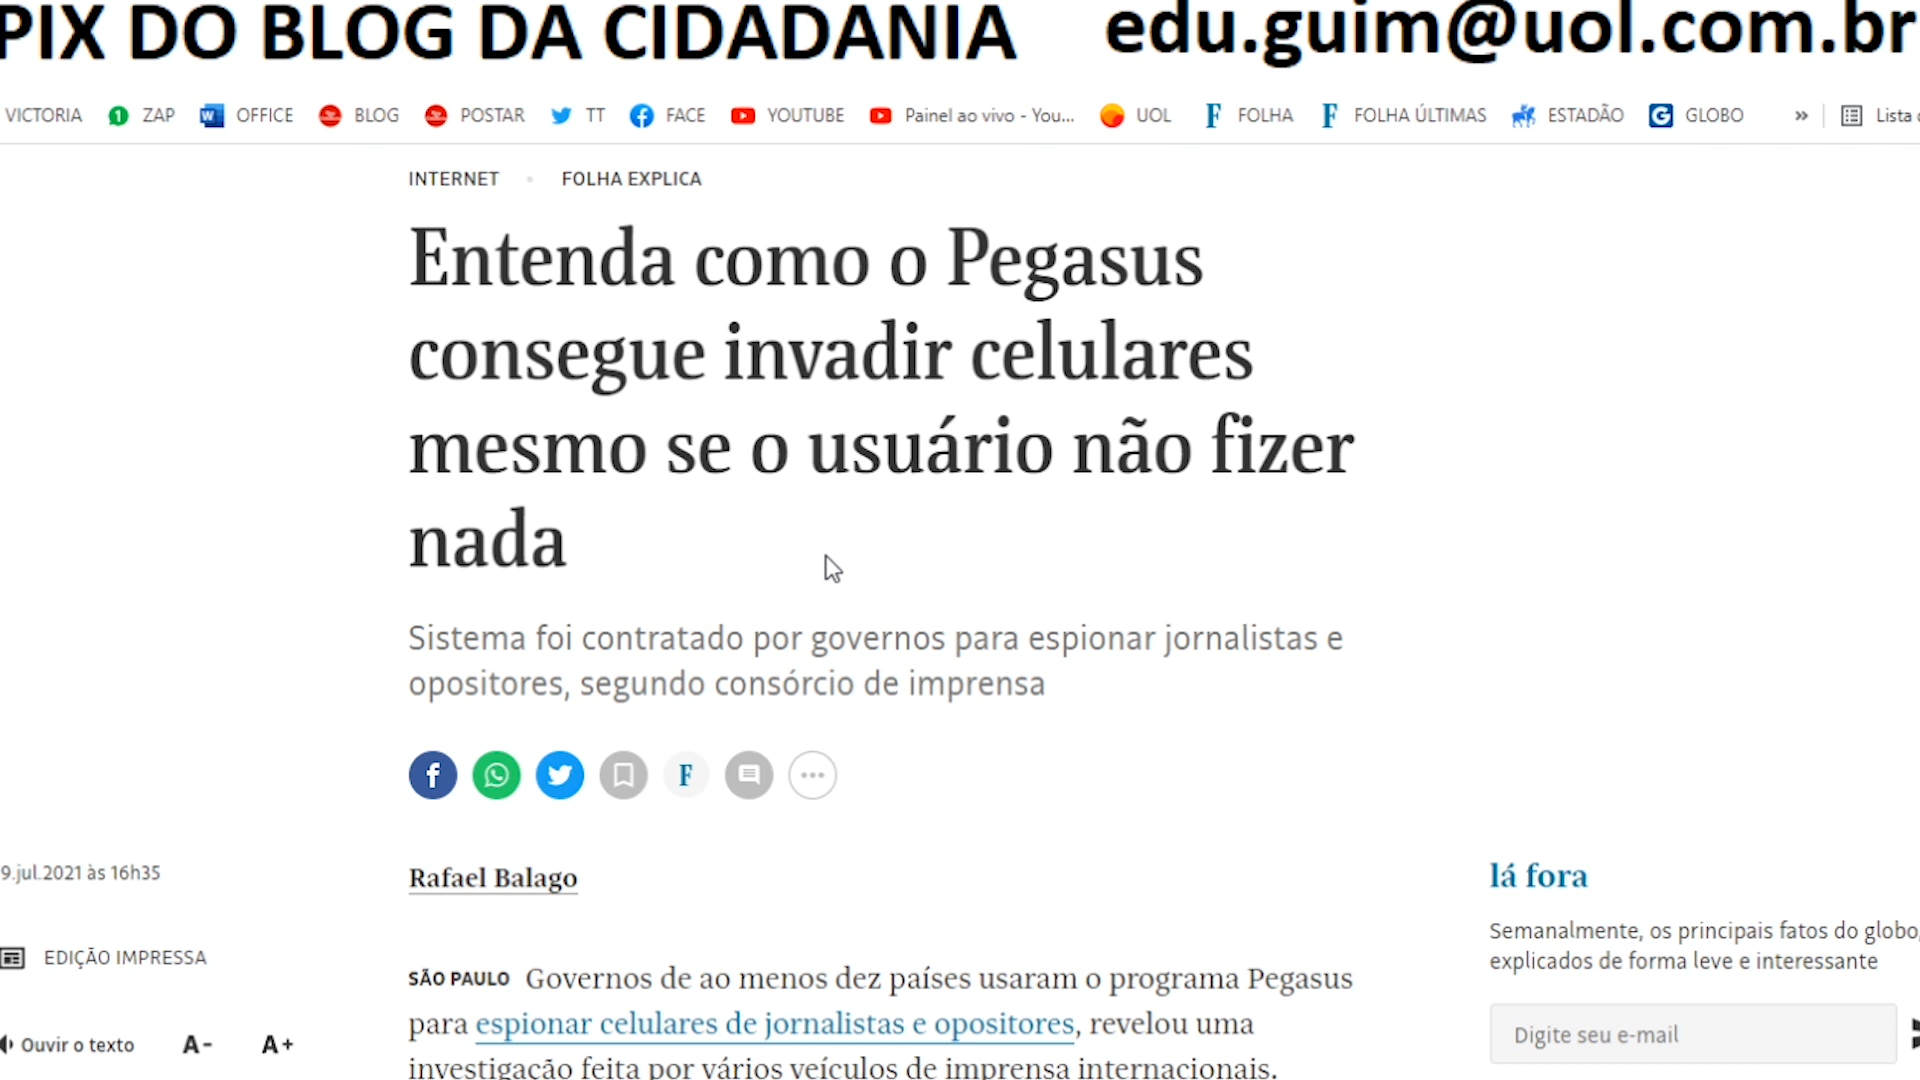 PIX DO BLOG DA CIDADANIA edu.guim@uol.com.br
VICTORIA 1 ZAP W OFFICE BLOG POSTAR TT FACE YOUTUBE Painel ao vivo - You... UOL F FOLHA F FOLHA ÚLTIMAS ESTADÃO G GLOBO » Lista
INTERNET • FOLHA EXPLICA
Entenda como o Pegasus
consegue invadir celulares
mesmo se o usuário não fizer
nada
Sistema foi contratado por governos para espionar jornalistas e
opositores, segundo consórcio de imprensa
f F
9.jul.2021 às 16h35
Rafael Balago
lá fora
Semanalmente, os principais fatos do globo,
explicados de forma leve e interessante
EDIÇÃO IMPRESSA
SÃO PAULO Governos de ao menos dez países usaram o programa Pegasus
para espionar celulares de jornalistas e opositores, revelou uma
investigação feita por vários veículos de imprensa internacionais.
Digite seu e-mail
Ouvir o texto A- A+